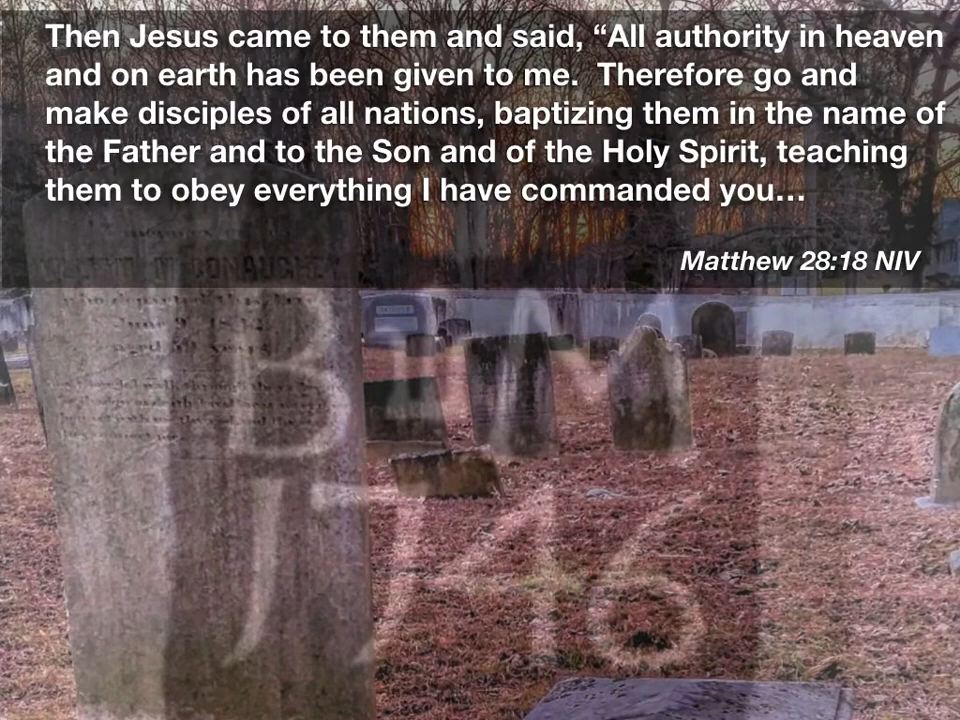 Then Jesus came to them and said, “All authority in heaven
and on earth has been given to me.  Therefore go and
make disciples of all nations, baptizing them in the name of
the Father and to the Son and of the Holy Spirit, teaching
them to obey everything I have commanded you…
Matthew 28:18 NIV
1746